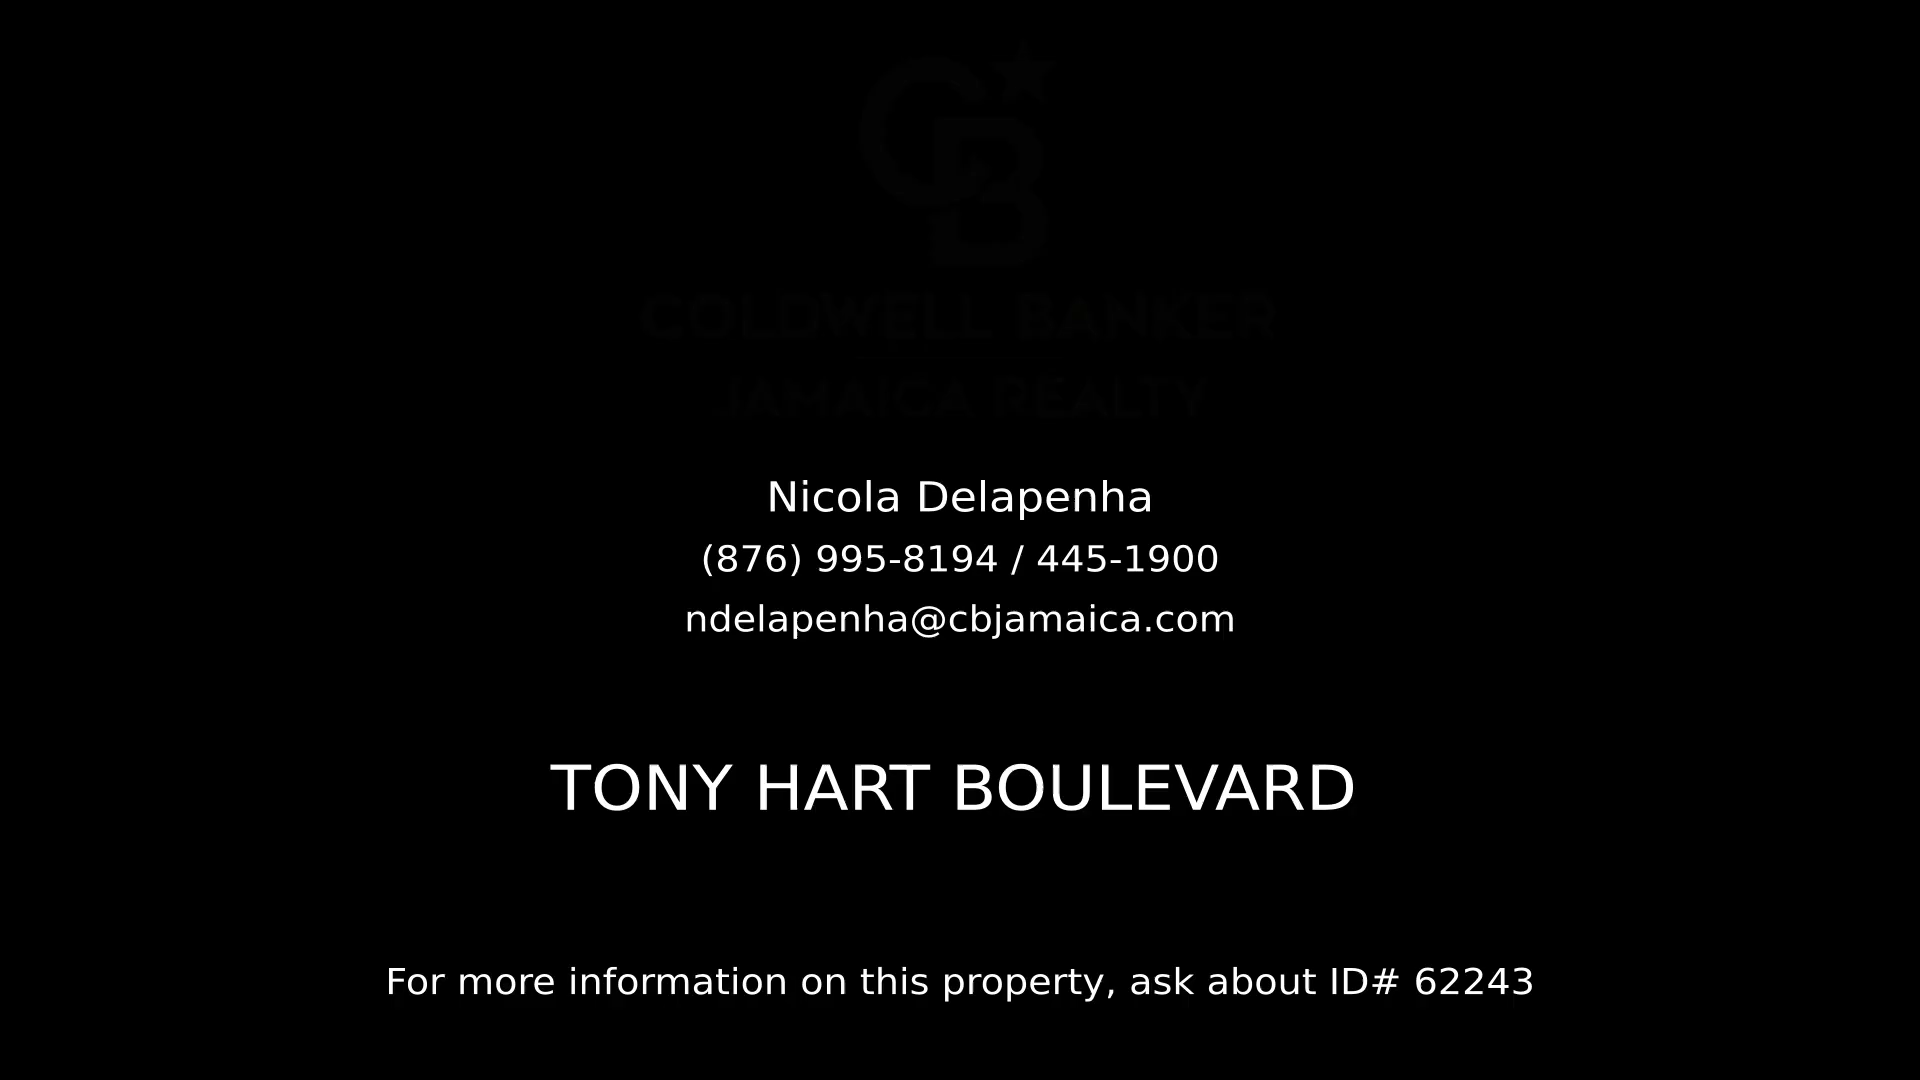 CB
COLDWELL BANKER
JAMAICA REALTY
Nicola Delapenha
(876) 995-8194 / 445-1900
ndelapenha@cbjamaica.com
TONY HART BOULEVARD
For more information on this property, ask about ID# 62243